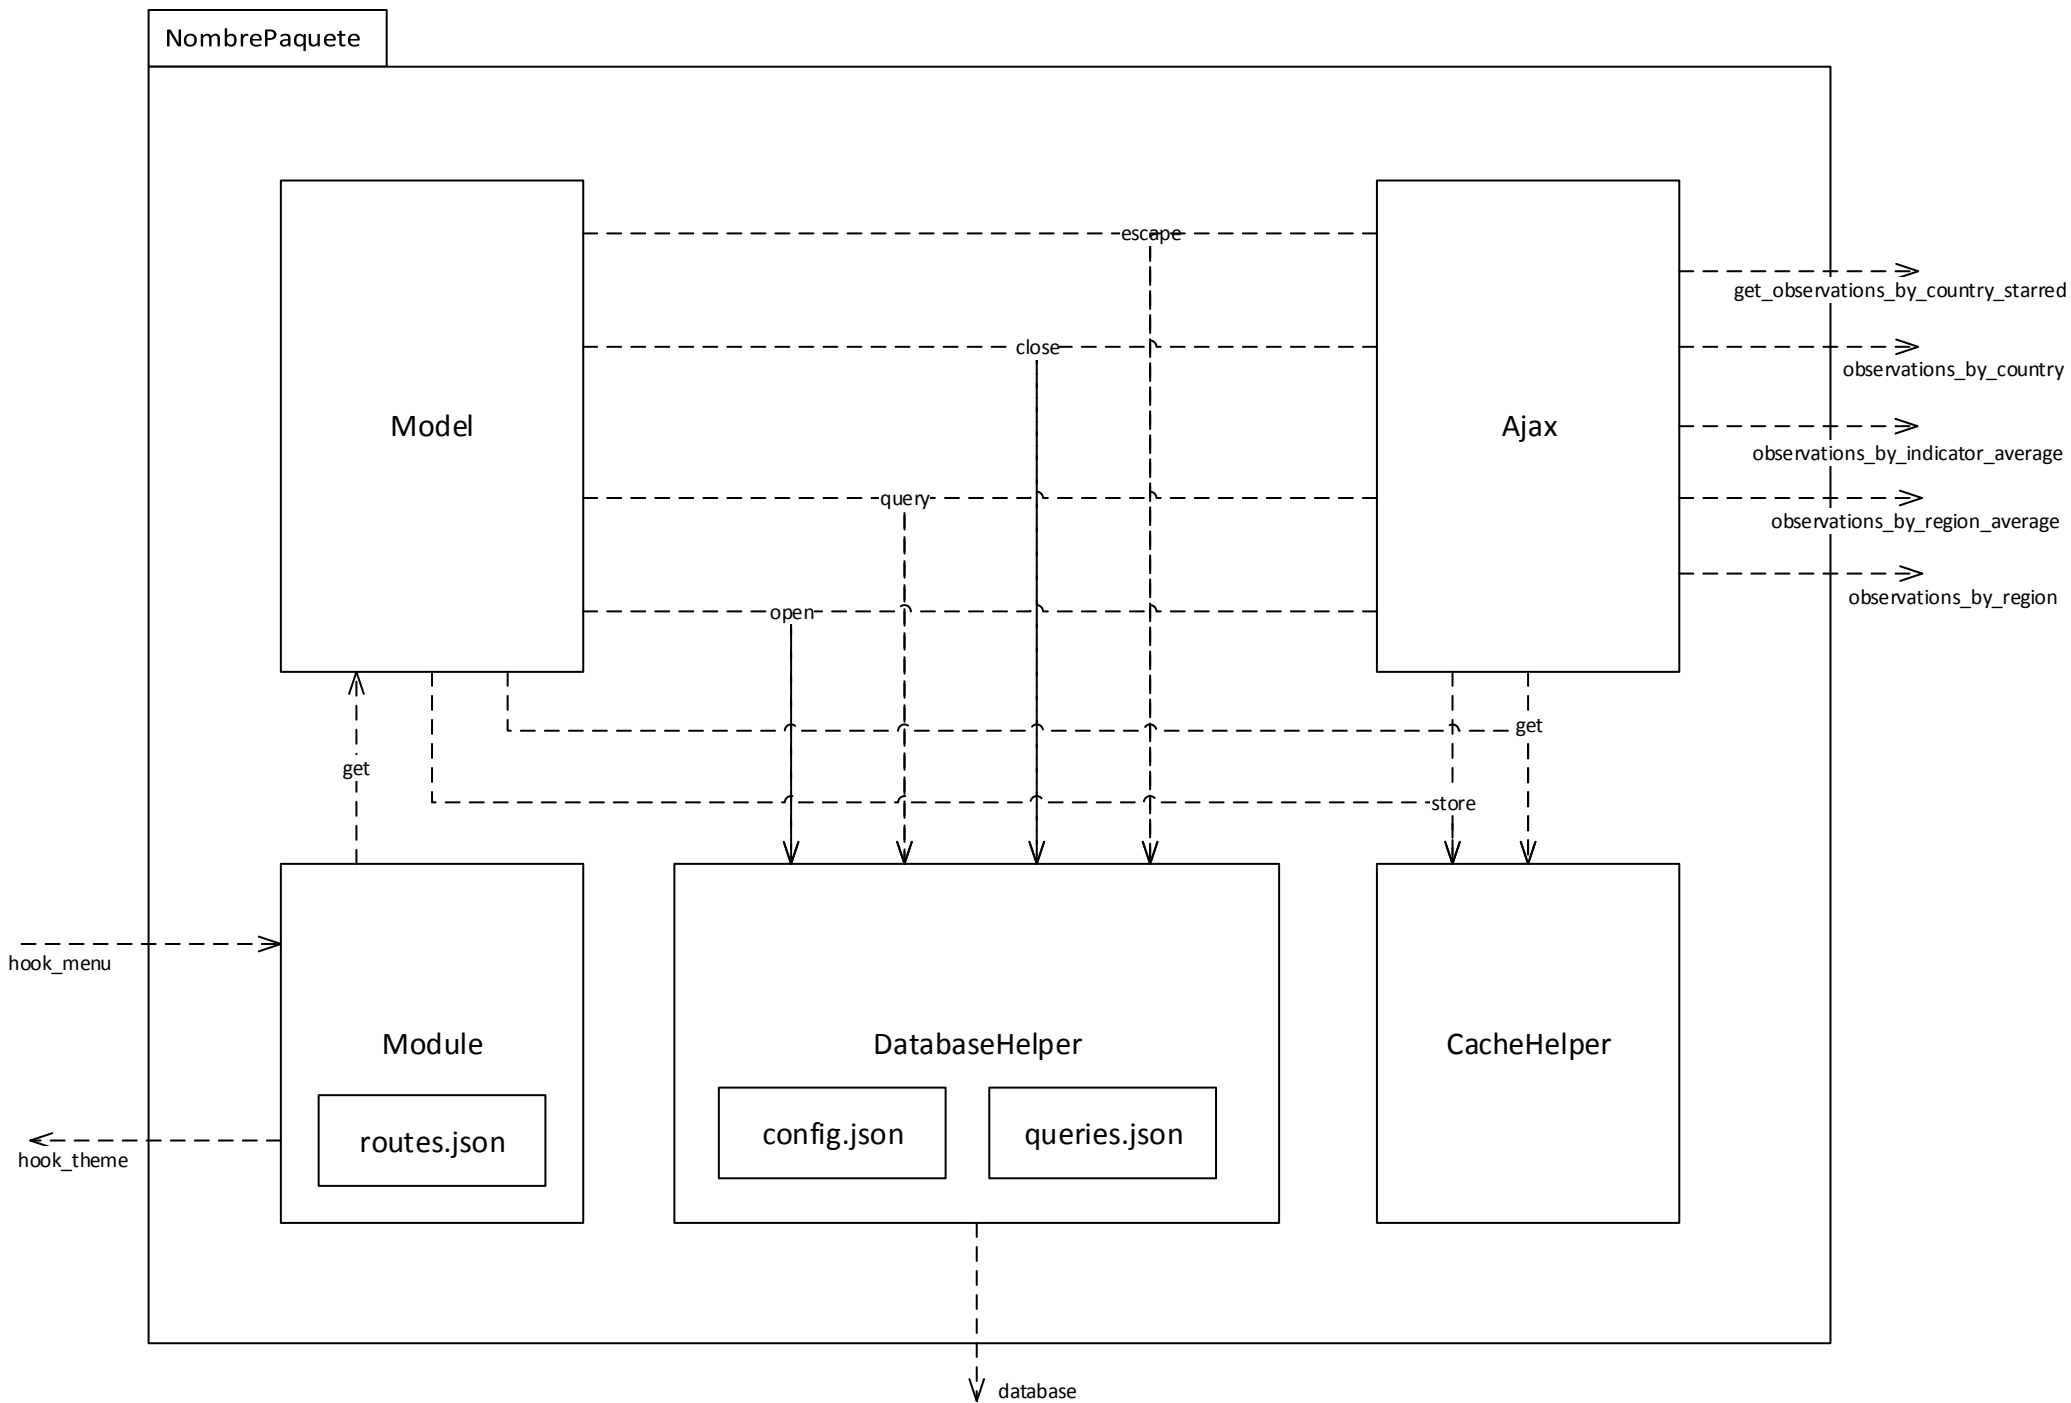 NombrePaquete
escape
get_observations_by_country_starred
close
observations_by_country
Model
Ajax
observations_by_indicator_average
query
observations_by_region_average
observations_by_region
open
get
get
store
hook_menu
Module
DatabaseHelper
CacheHelper
routes.json
config.json
queries.json
hook_theme
database